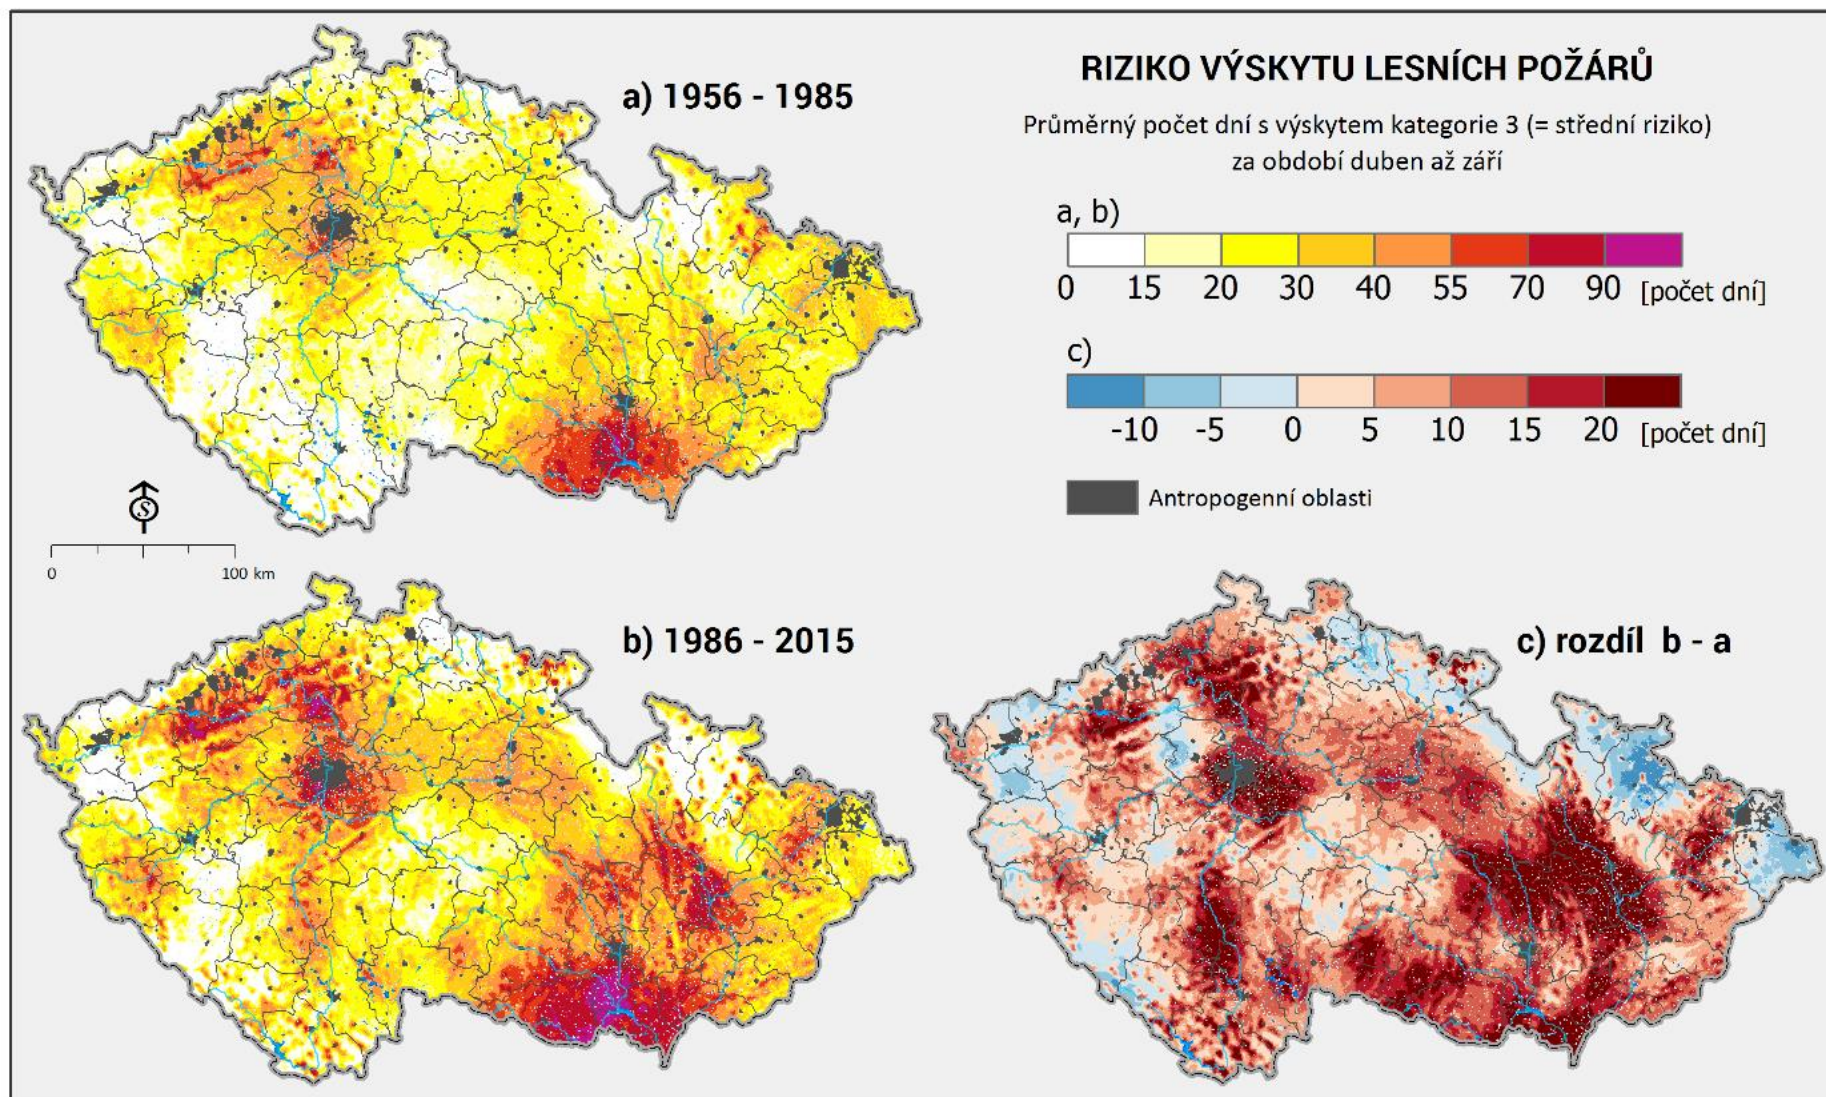 RIZIKO VÝSKYTU LESNÍCH POŽÁRŮ
Průměrný počet dní s výskytem kategorie 3 (= střední riziko)
za období duben až září
a) 1956 - 1985
a, b)
0 15 20 30 40 55 70 90 [počet dní]
c)
-10 -5 0 5 10 15 20 [počet dní]
Antropogenní oblasti
S
0 100 km
b) 1986 - 2015
c) rozdíl b - a